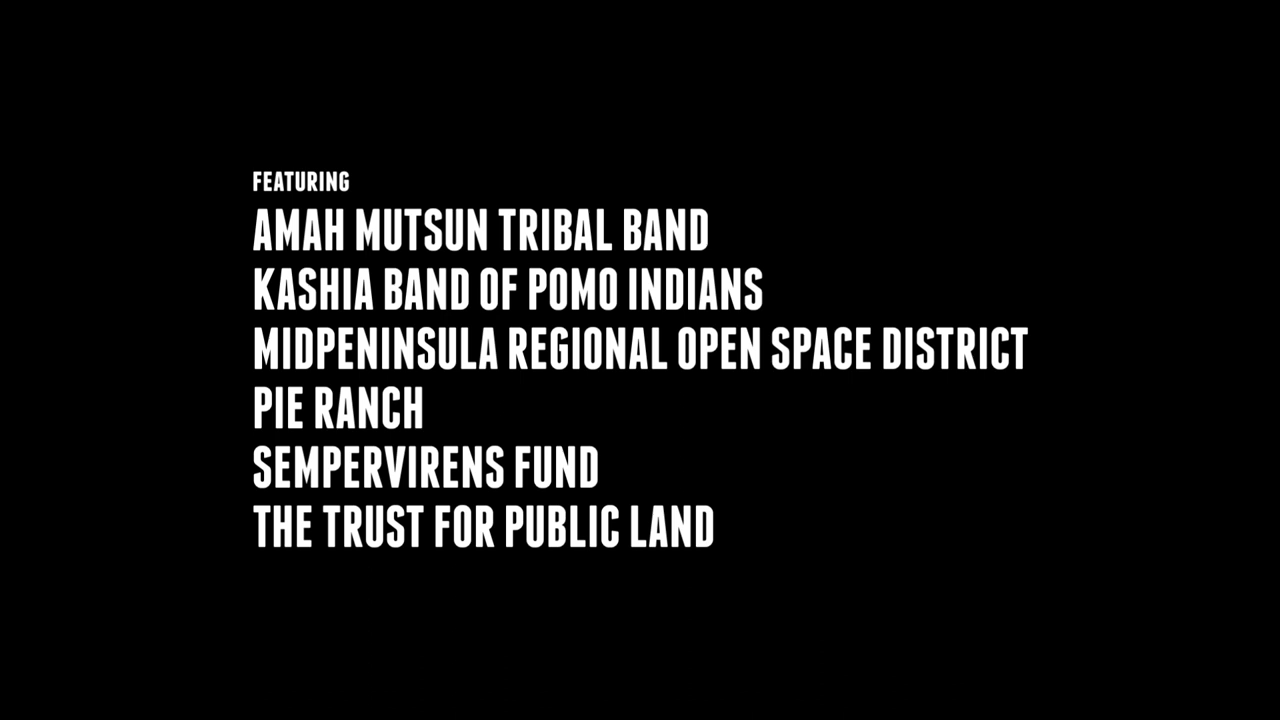 FEATURING
AMAH MUTSUN TRIBAL BAND
KASHIA BAND OF POMO INDIANS
MIDPENINSULA REGIONAL OPEN SPACE DISTRICT
PIE RANCH
SEMPERVIRENS FUND
THE TRUST FOR PUBLIC LAND